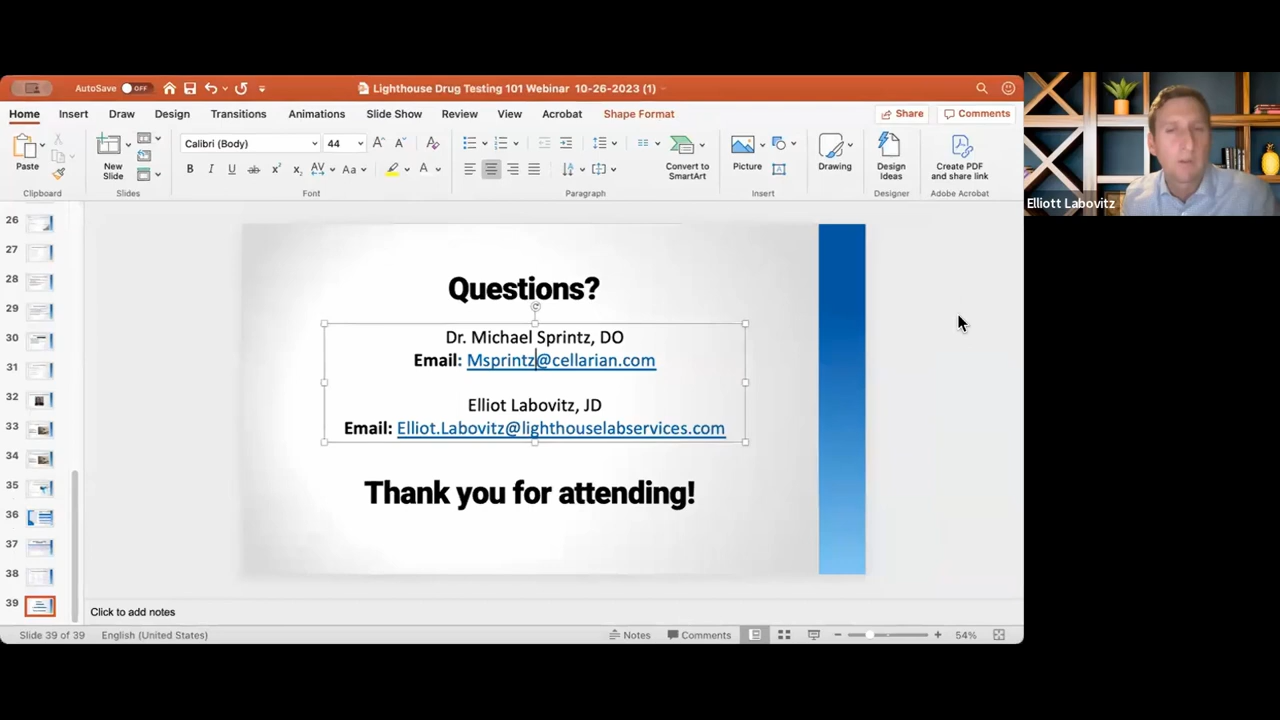 AutoSave OFF
Lighthouse Drug Testing 101 Webinar 10-26-2023 (1)
Home Insert Draw Design Transitions Animations Slide Show Review View Acrobat Shape Format
Share Comments
Paste
New Slide
Calibri (Body) 44
B I U ab x² x₂ AV Aa A
Convert to SmartArt
Picture
Drawing
Design Ideas
Create PDF and share link
Clipboard Slides Font Paragraph Insert Designer Adobe Acrobat
Elliott Labovitz
26
27
28
29
30
31
32
33
34
35
36
37
38
39
Questions?
Dr. Michael Sprintz, DO
Email: Msprintz@cellarian.com
Elliot Labovitz, JD
Email: Elliot.Labovitz@lighthouselabservices.com
Thank you for attending!
Click to add notes
Slide 39 of 39 English (United States) Notes Comments 54%